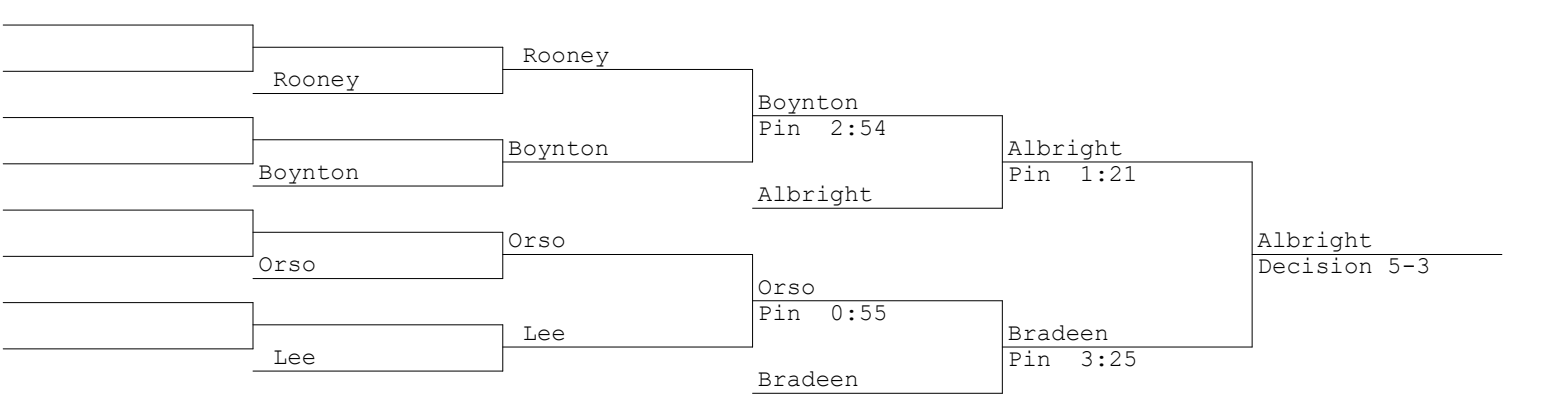 Rooney
Rooney
Boynton
Pin 2:54
Boynton
Boynton
Albright
Pin 1:21
Albright
Orso
Orso
Albright
Decision 5-3
Orso
Pin 0:55
Lee
Lee
Bradeen
Pin 3:25
Bradeen